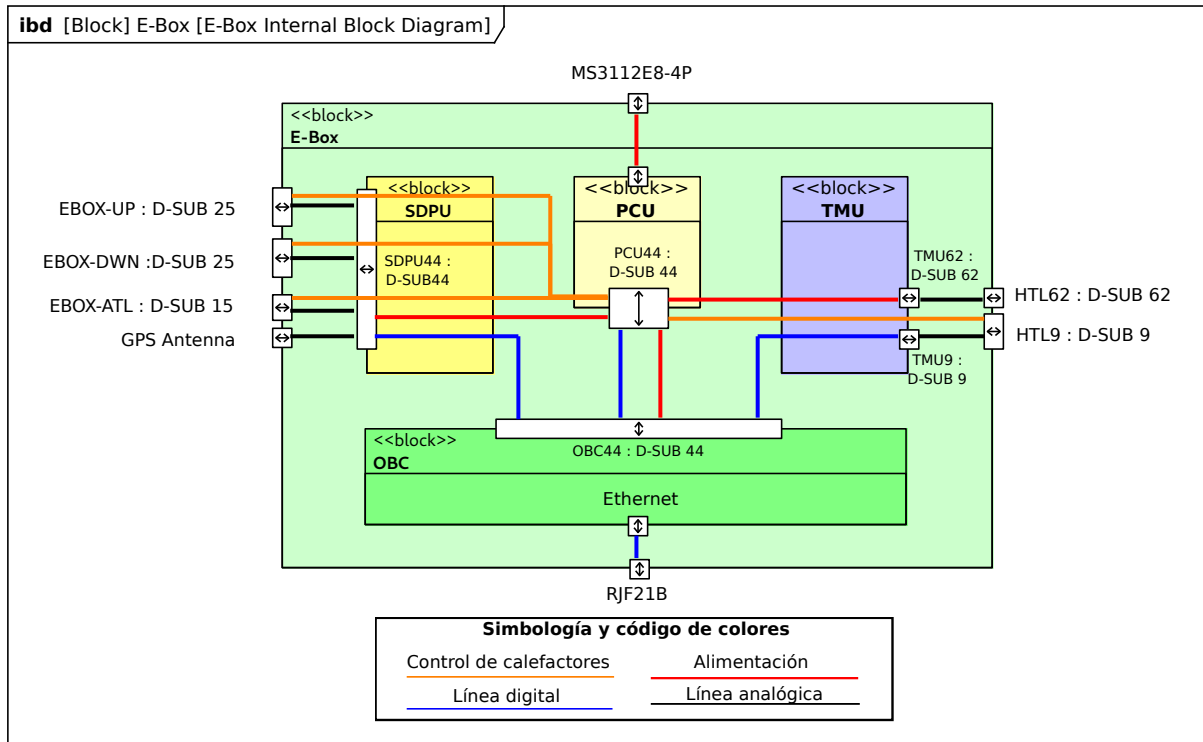 ibd [Block] E-Box [E-Box Internal Block Diagram]
MS3112E8-4P
<<block>>
E-Box
<<block>>
SDPU
<<block>>
PCU
<<block>>
TMU
EBOX-UP : D-SUB 25
EBOX-DWN :D-SUB 25
EBOX-ATL : D-SUB 15
GPS Antenna
SDPU44 :
D-SUB44
PCU44 :
D-SUB 44
TMU62 :
D-SUB 62
HTL62 : D-SUB 62
HTL9 : D-SUB 9
TMU9 :
D-SUB 9
<<block>>
OBC
OBC44 : D-SUB 44
Ethernet
RJF21B
Simbología y código de colores
Control de calefactores
Alimentación
Línea digital
Línea analógica